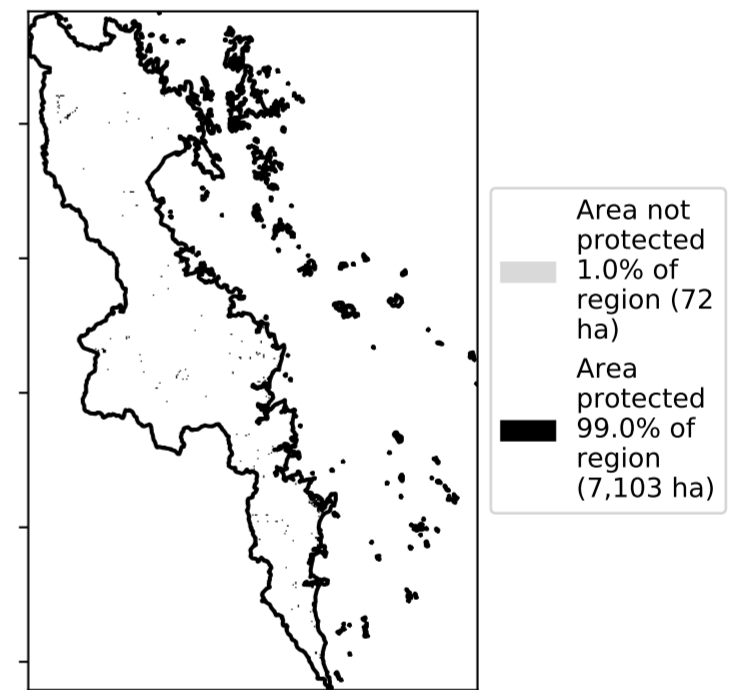 Area not
protected
1.0% of
region (72
ha)
Area
protected
99.0% of
region
(7,103 ha)